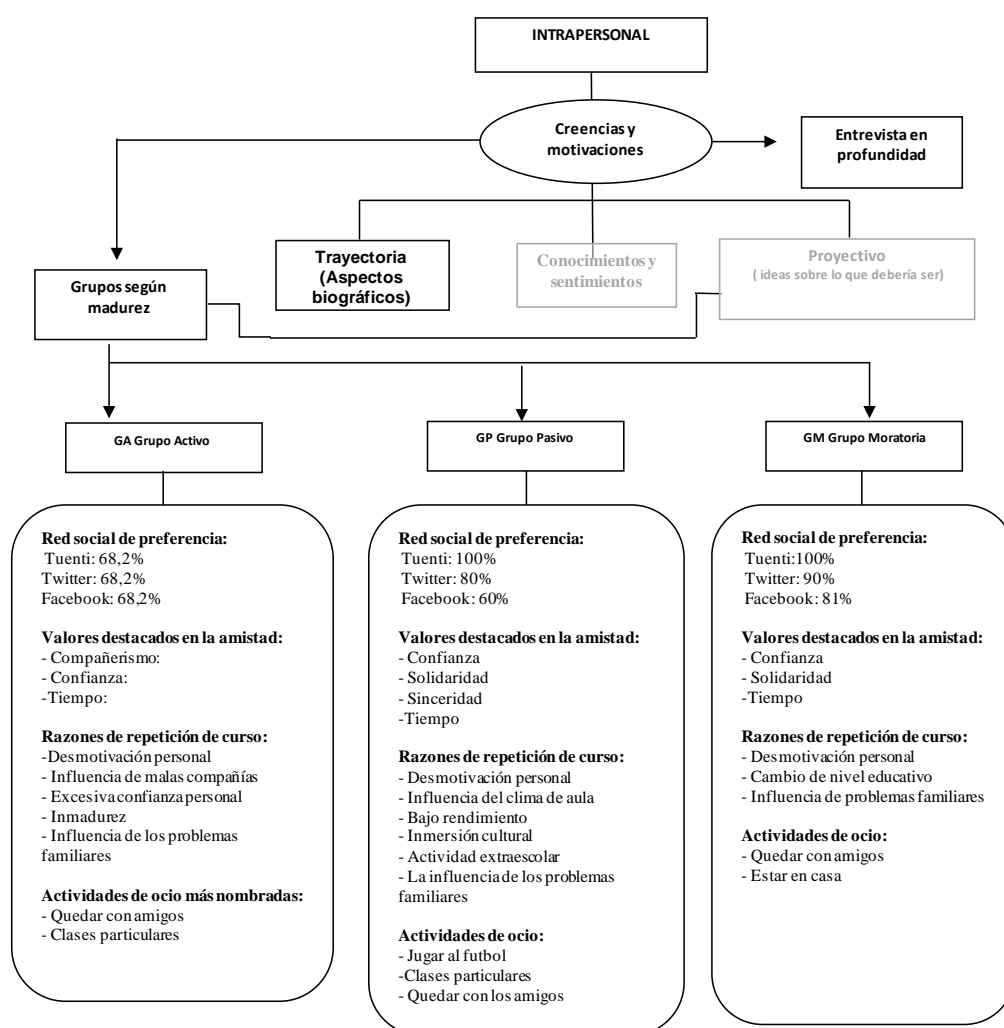 INTRAPERSONAL
Creencias y
motivaciones
Entrevista en
profundidad
Trayectoria
(Aspectos
biográficos)
Conocimientos y
sentimientos
Proyectivo
( ideas sobre lo que debería ser)
Grupos según
madurez
GA Grupo Activo
GP Grupo Pasivo
GM Grupo Moratoria
Red social de preferencia:
Tuenti: 68,2%
Twitter: 68,2%
Facebook: 68,2%
Valores destacados en la amistad:
- Compañerismo:
- Confianza:
-Tiempo:
Razones de repetición de curso:
-Desmotivación personal
- Influencia de malas compañías
- Excesiva confianza personal
- Inmadurez
- Influencia de los problemas
familiares
Actividades de ocio más nombradas:
- Quedar con amigos
- Clases particulares
Red social de preferencia:
Tuenti: 100%
Twitter: 80%
Facebook: 60%
Valores destacados en la amistad:
- Confianza
- Solidaridad
- Sinceridad
-Tiempo
Razones de repetición de curso:
- Desmotivación personal
- Influencia del clima de aula
- Bajo rendimiento
- Inmersión cultural
- Actividad extraescolar
- La influencia de los problemas
familiares
Actividades de ocio:
- Jugar al futbol
-Clases particulares
- Quedar con los amigos
Red social de preferencia:
Tuenti:100%
Twitter: 90%
Facebook: 81%
Valores destacados en la amistad:
- Confianza
- Solidaridad
-Tiempo
Razones de repetición de curso:
- Desmotivación personal
- Cambio de nivel educativo
- Influencia de problemas familiares
Actividades de ocio:
- Quedar con amigos
- Estar en casa